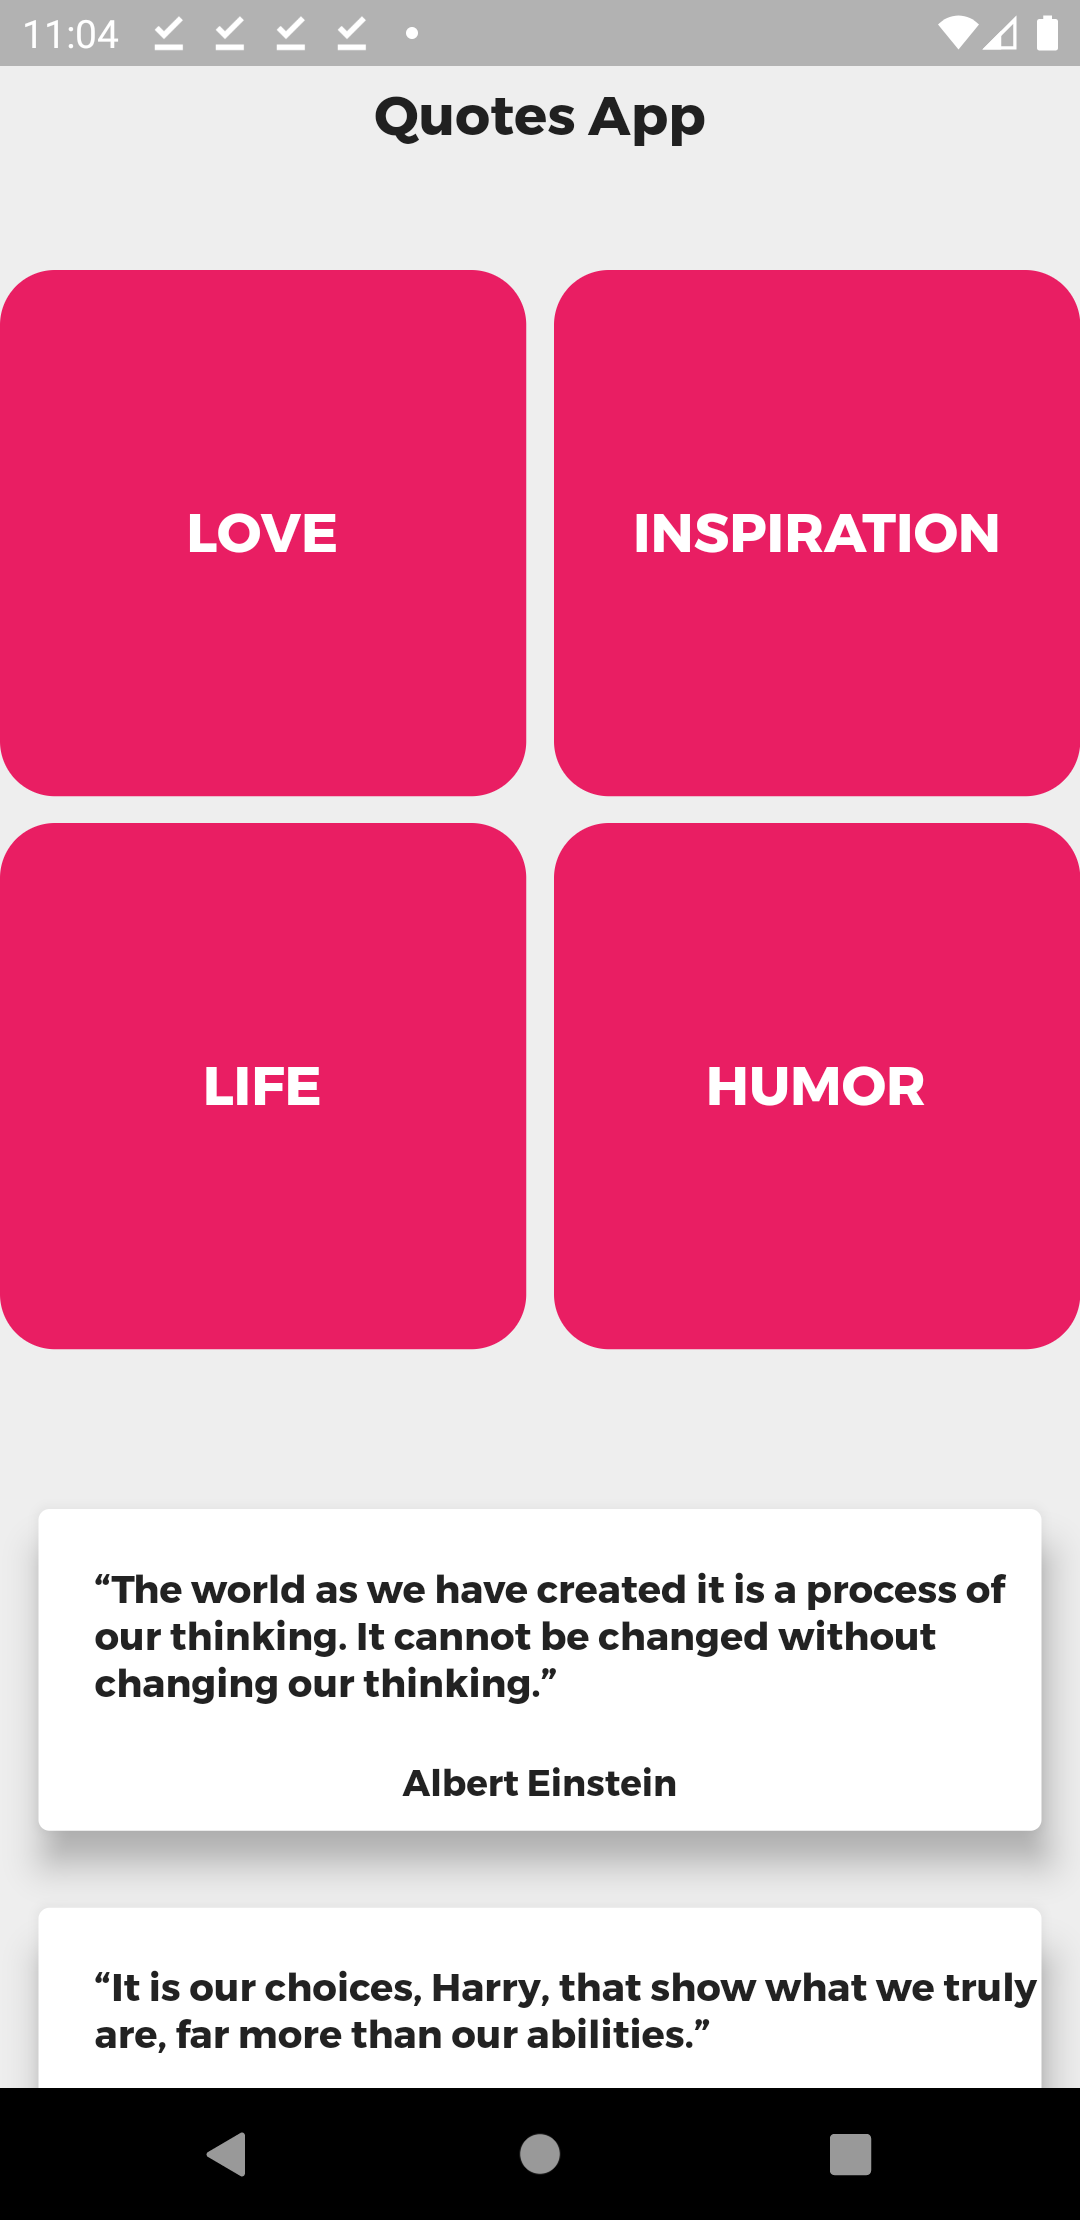 11:04
Quotes App
LOVE
INSPIRATION
LIFE
HUMOR
“The world as we have created it is a process of
our thinking. It cannot be changed without
changing our thinking.”
Albert Einstein
“It is our choices, Harry, that show what we truly
are, far more than our abilities.”